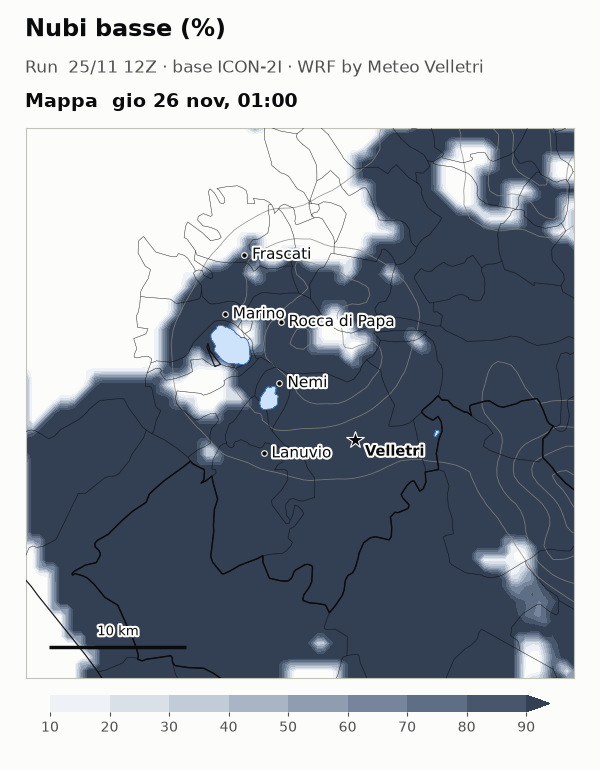 Nubi basse (%)
Run  25/11 12Z · base ICON-2I · WRF by Meteo Velletri
Mappa  gio 26 nov, 01:00
Frascati
Marino
Rocca di Papa
Nemi
Velletri
Lanuvio
10 km
10 20 30 40 50 60 70 80 90